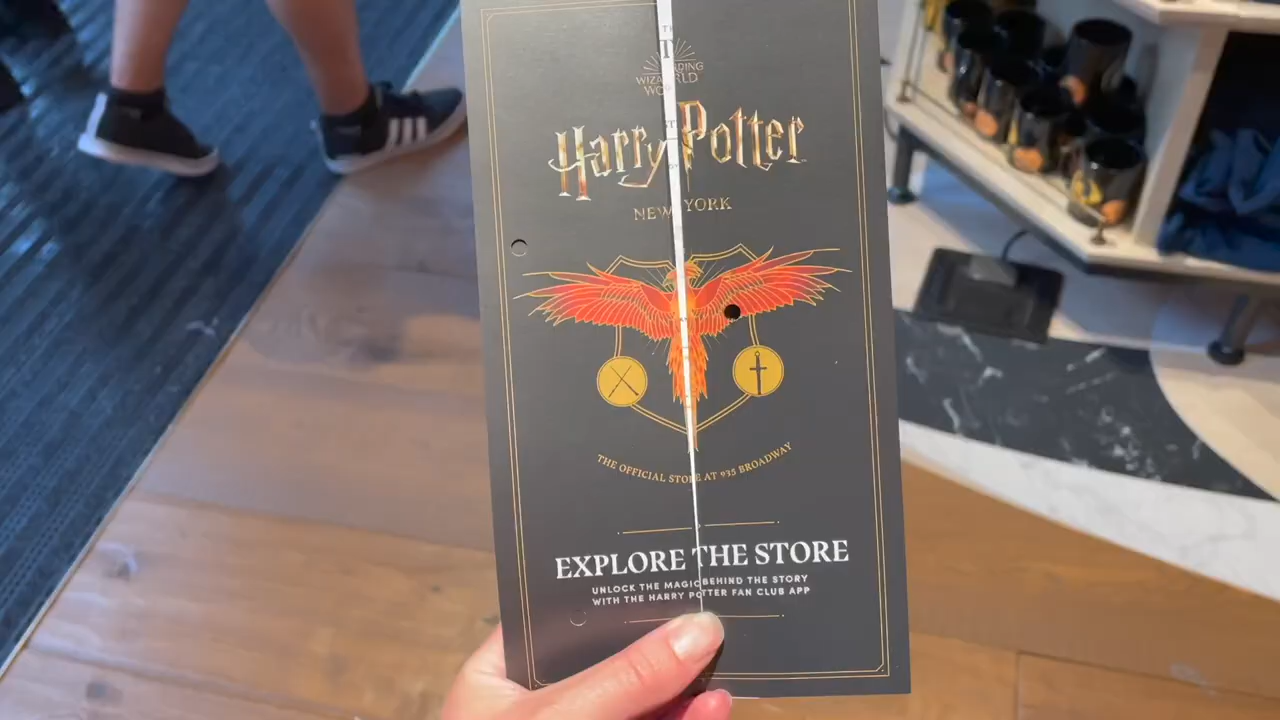 WIZARDING
WORLD
Harry Potter
NEW YORK
THE OFFICIAL STORE AT 935 BROADWAY
EXPLORE THE STORE
UNLOCK THE MAGIC BEHIND THE STORY
WITH THE HARRY POTTER FAN CLUB APP